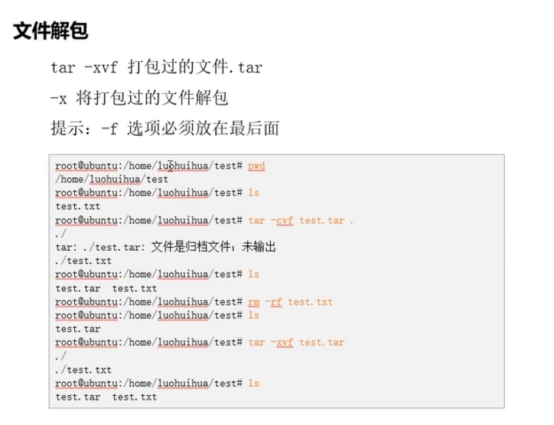 文件解包
tar -xvf 打包过的文件.tar
-x 将打包过的文件解包
提示：-f 选项必须放在最后面
root@ubuntu:/home/luohuihua/test# pwd
/home/luohuihua/test
root@ubuntu:/home/luohuihua/test# ls
test.txt
root@ubuntu:/home/luohuihua/test# tar -cvf test.tar .
./
tar: ./test.tar: 文件是归档文件；未输出
./test.txt
root@ubuntu:/home/luohuihua/test# ls
test.tar  test.txt
root@ubuntu:/home/luohuihua/test# rm -rf test.txt
root@ubuntu:/home/luohuihua/test# ls
test.tar
root@ubuntu:/home/luohuihua/test# tar -xvf test.tar
./
./test.txt
root@ubuntu:/home/luohuihua/test# ls
test.tar  test.txt